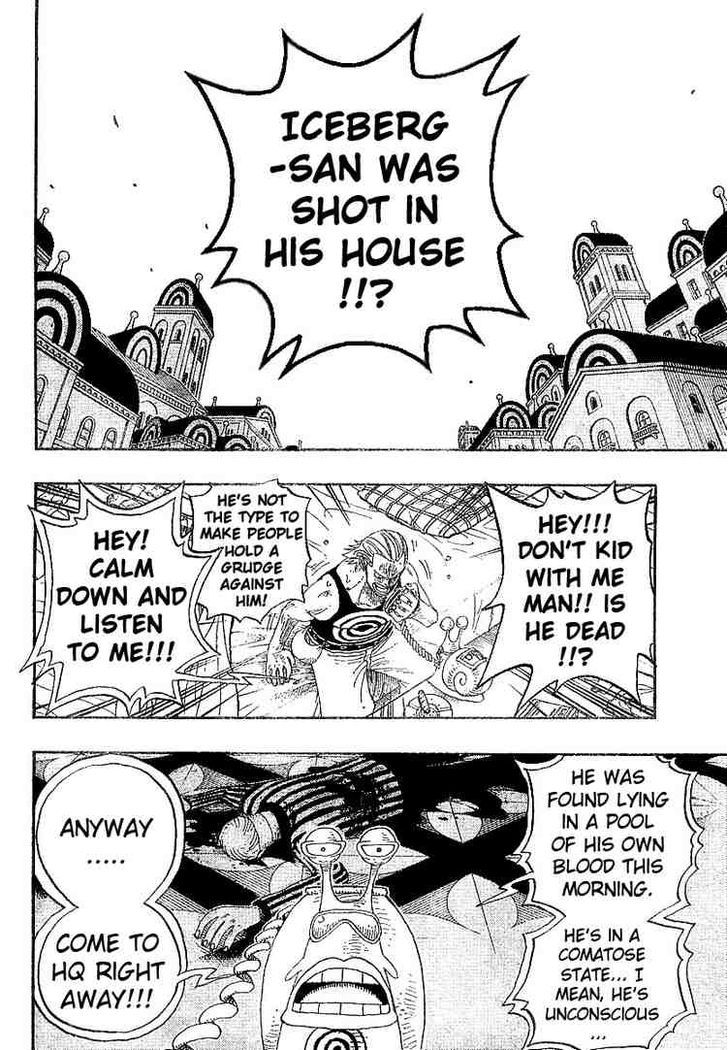 ICEBERG
-SAN WAS
SHOT IN
HIS HOUSE
!!?
HEY!!!
DON'T KID
WITH ME
MAN!! IS
HE DEAD
!!?
HE'S NOT
THE TYPE TO
MAKE PEOPLE
HOLD A
GRUDGE
AGAINST
HIM!
HEY!
CALM
DOWN AND
LISTEN
TO ME!!!
HE WAS
FOUND LYING
IN A POOL
OF HIS OWN
BLOOD THIS
MORNING.
HE'S IN A
COMATOSE
STATE... I
MEAN, HE'S
UNCONSCIOUS
...
ANYWAY
.....
COME TO
HQ RIGHT
AWAY!!!